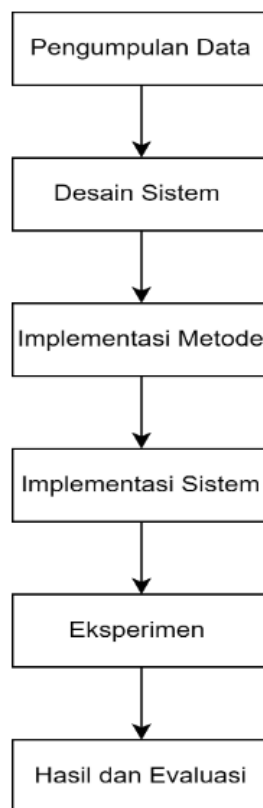 Pengumpulan Data
Desain Sistem
Implementasi Metode
Implementasi Sistem
Eksperimen
Hasil dan Evaluasi